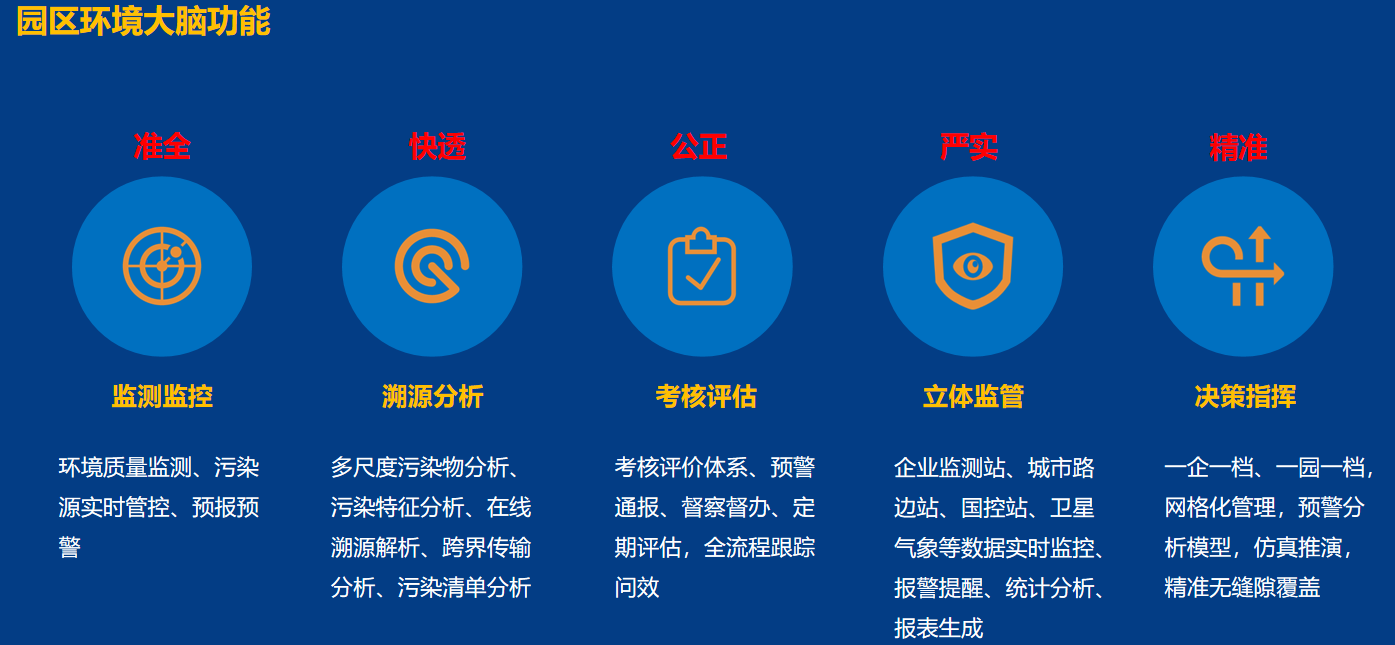 园区环境大脑功能
准全
快透
公正
严实
精准
监测监控
溯源分析
考核评估
立体监管
决策指挥
环境质量监测、污染
源实时管控、预报预
警
多尺度污染物分析、
污染特征分析、在线
溯源解析、跨界传输
分析、污染清单分析
考核评价体系、预警
通报、督察督办、定
期评估，全流程跟踪
问效
企业监测站、城市路
边站、国控站、卫星
气象等数据实时监控、
报警提醒、统计分析、
报表生成
一企一档、一园一档，
网格化管理，预警分
析模型，仿真推演，
精准无缝隙覆盖